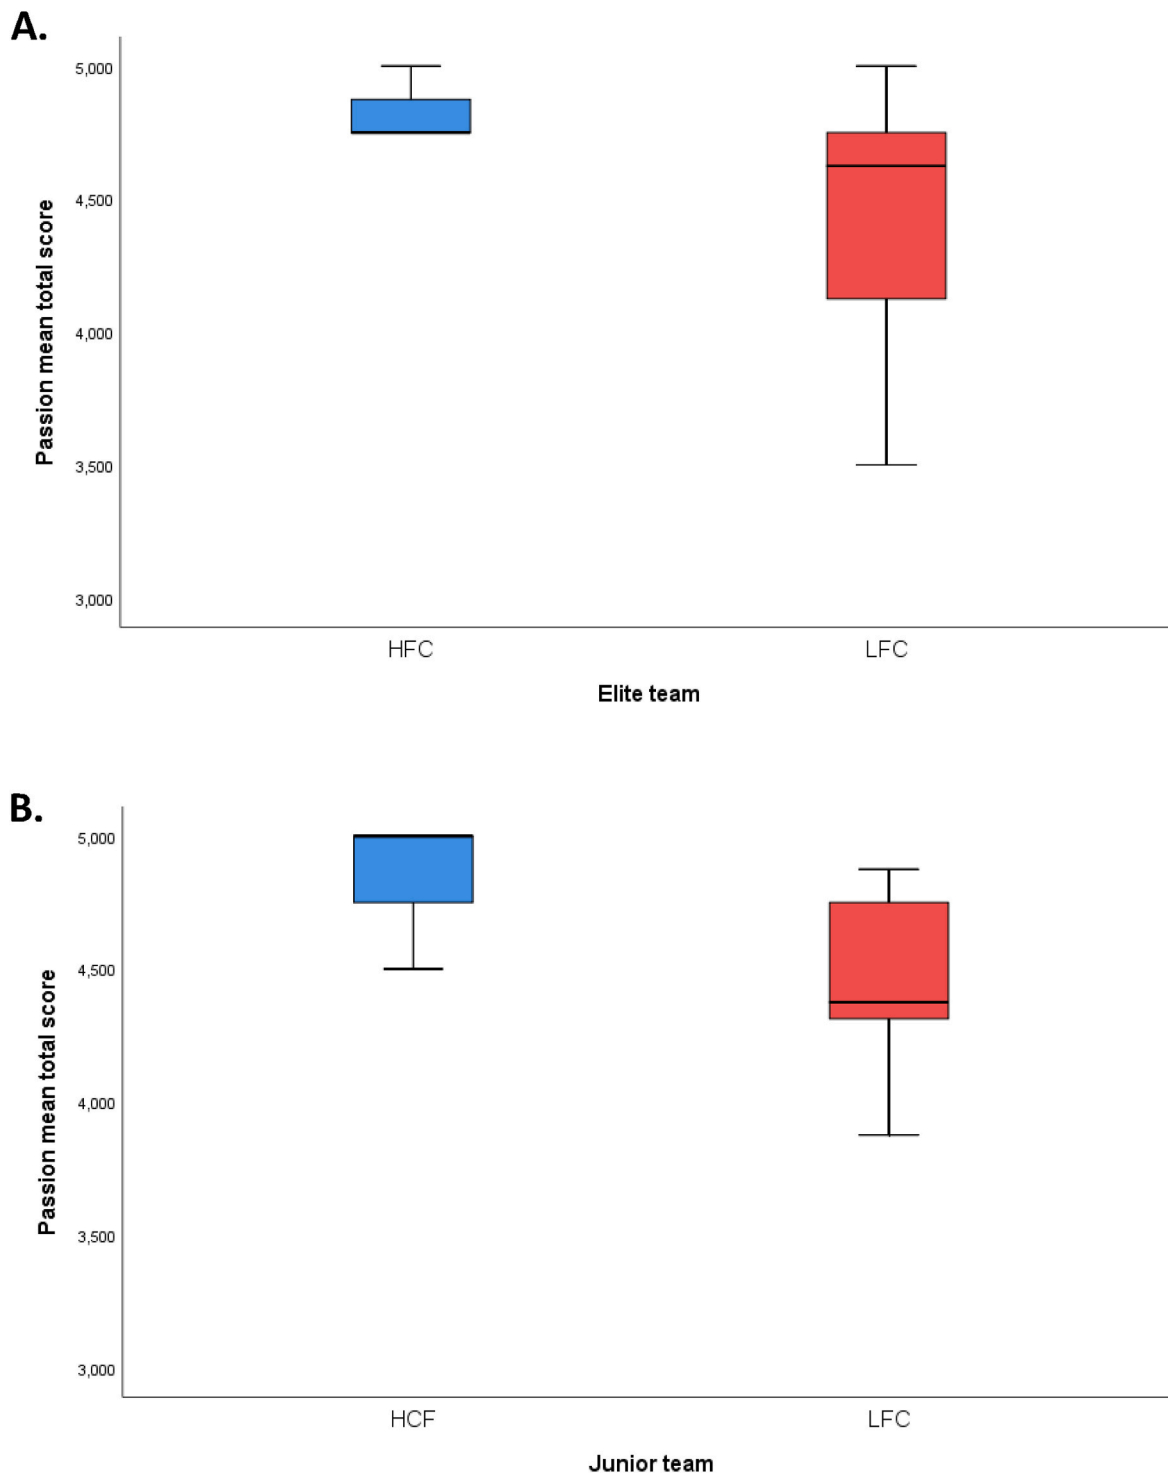 A.
5,000
4,500
4,000
3,500
3,000
Passion mean total score
HFC LFC
Elite team
B.
5,000
4,500
4,000
3,500
3,000
Passion mean total score
HCF LFC
Junior team